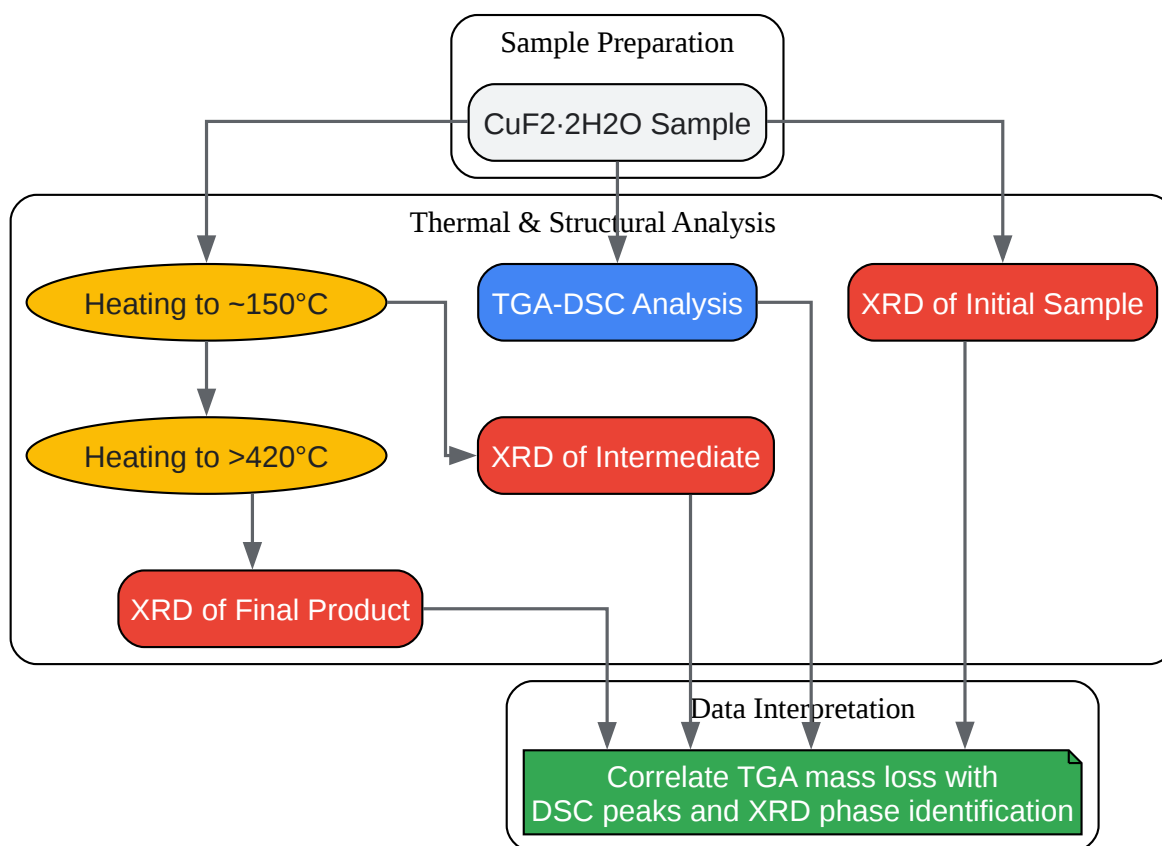 Sample Preparation
CuF2·2H2O Sample
Thermal & Structural Analysis
Heating to ~150°C
TGA-DSC Analysis
XRD of Initial Sample
Heating to >420°C
XRD of Intermediate
XRD of Final Product
Data Interpretation
Correlate TGA mass loss with
DSC peaks and XRD phase identification